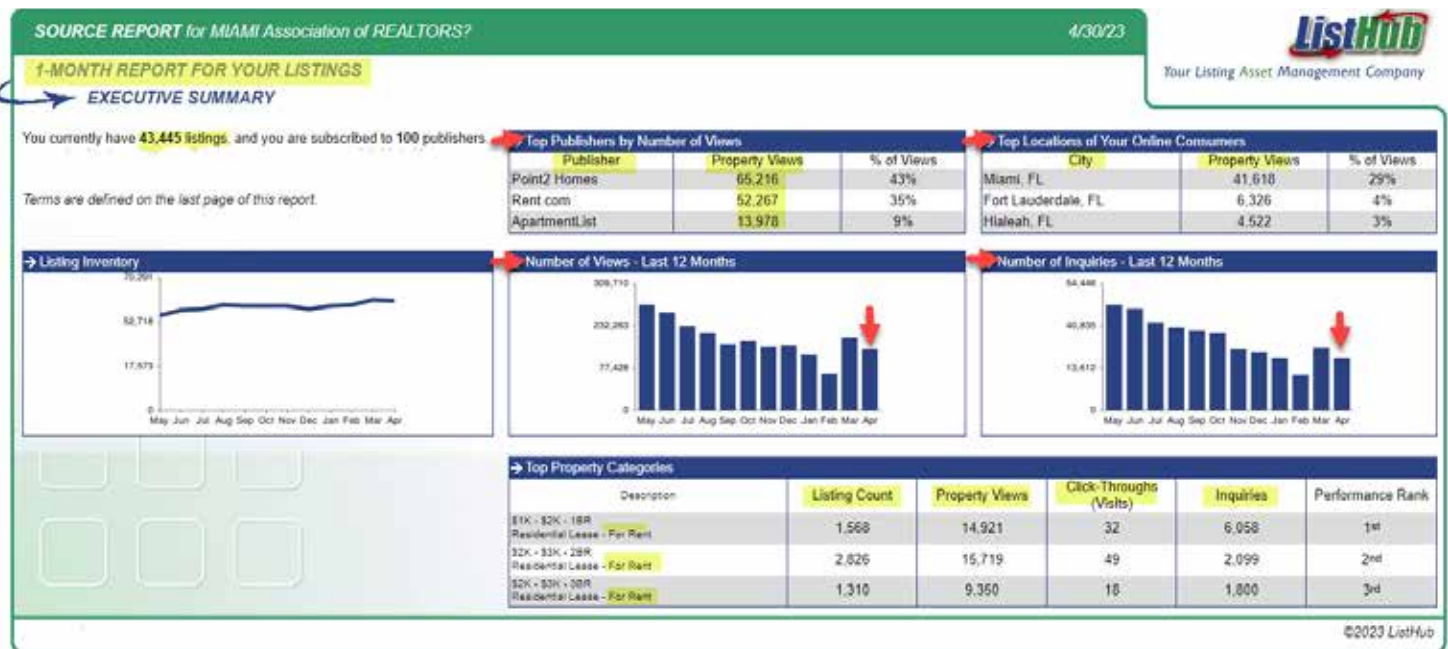 SOURCE REPORT for MIAMI Association of REALTORS?
4/30/23
ListHub
Your Listing Asset Management Company
1-MONTH REPORT FOR YOUR LISTINGS
EXECUTIVE SUMMARY
You currently have 43,445 listings, and you are subscribed to 100 publishers.
Terms are defined on the last page of this report.
Top Publishers by Number of Views
Publisher Property Views % of Views
Point2 Homes 65,216 43%
Rent.com 52,267 35%
ApartmentList 13,978 9%
Top Locations of Your Online Consumers
City Property Views % of Views
Miami, FL 41,618 29%
Fort Lauderdale, FL 6,326 4%
Hialeah, FL 4,522 3%
Listing Inventory
70,291
52,718
17,573
0
May Jun Jul Aug Sep Oct Nov Dec Jan Feb Mar Apr
Number of Views - Last 12 Months
309,710
232,283
77,428
0
May Jun Jul Aug Sep Oct Nov Dec Jan Feb Mar Apr
Number of Inquiries - Last 12 Months
54,446
40,835
13,612
0
May Jun Jul Aug Sep Oct Nov Dec Jan Feb Mar Apr
Top Property Categories
Description Listing Count Property Views Click-Throughs (Visits) Inquiries Performance Rank
$1K - $2K - 1BR
Residential Lease - For Rent 1,568 14,921 32 6,058 1st
$2K - $3K - 2BR
Residential Lease - For Rent 2,826 15,719 49 2,099 2nd
$2K - $3K - 3BR
Residential Lease - For Rent 1,310 9,350 18 1,800 3rd
©2023 ListHub